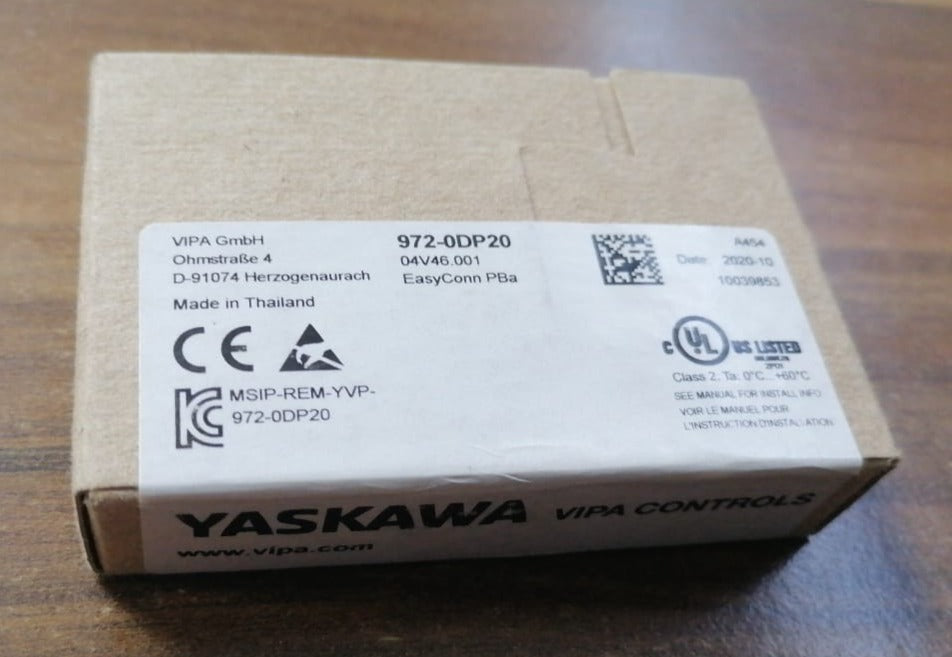 VIPA GmbH
Ohmstraße 4
D-91074 Herzogenaurach
Made in Thailand
972-0DP20
04V46.001
EasyConn PBa
A454
Date 2020-10
10039853
CE
KC
MSIP-REM-YVP-
972-0DP20
c UL US LISTED
Class 2, Ta: 0°C...+60°C
SEE MANUAL FOR INSTALL INFO
VOIR LE MANUEL POUR
L'INSTRUCTION D'INSTALLATION
YASKAWA VIPA CONTROLS
www.vipa.com